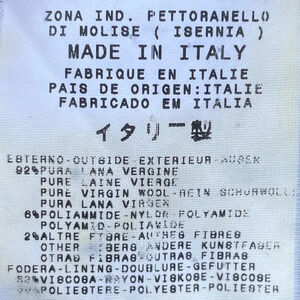 ZONA IND. PETTORANELLO
DI MOLISE ( ISERNIA )
MADE IN ITALY
FABRIQUE EN ITALIE
PAIS DE ORIGEN:ITALIE
FABRICADO EM ITALIA
イタリー製
ESTERNO-OUTSIDE-EXTERIEUR-AUSEN
92%PURA LANA VERGINE
PURE LAINE VIERGE
PURE VIRGIN WOOL-REIN SCHURWOLLE
PURA LANA VIRGEN
6%POLIAMMIDE-NYLON-POLYAMIDE
POLYAMID-POLIAMIDE
2%ALTRE FIBRE-AUTRES FIBRES
OTHER FIBERS ANDERE KUNSTFASER
OTRAS FIBRAS-OUTRAS FIBRAS
FODERA-LINING-DOUBLURE-GEFUTTER
VISCOSA-RAYON-VISKOSE-VISCOSE
POLIESTERE-POLYESTER-POLIESTER